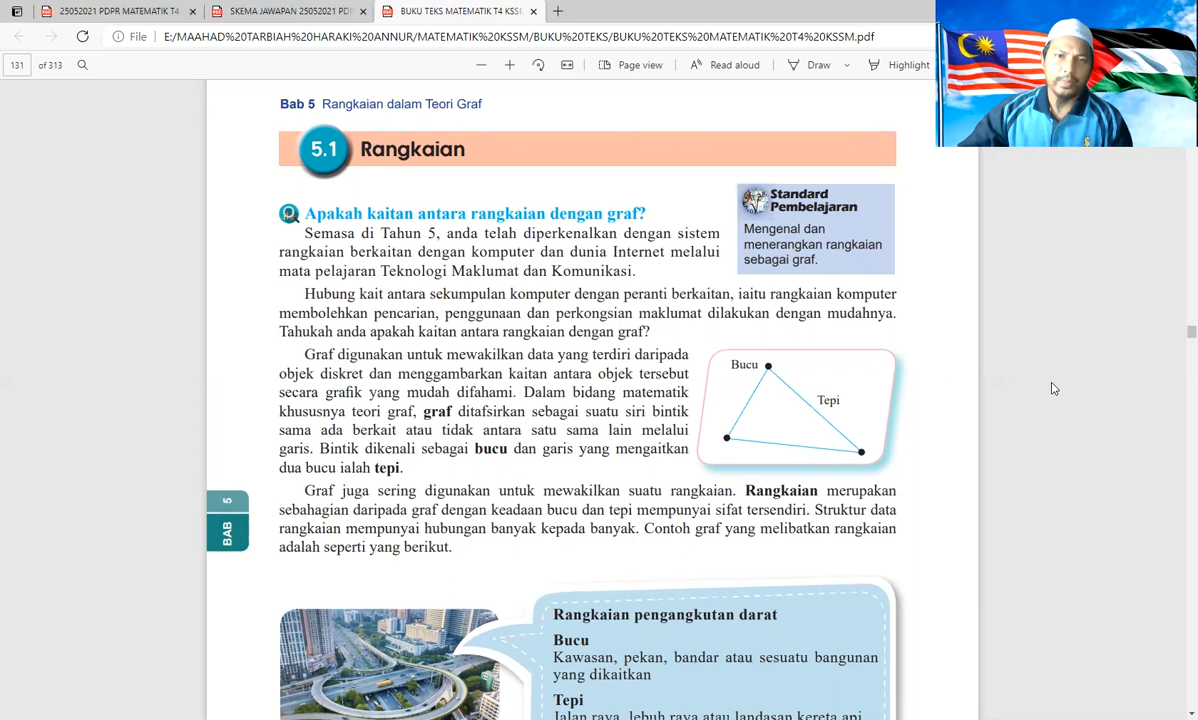 25052021 PDPR MATEMATIK T4
SKEMA JAWAPAN 25052021 PDF
BUKU TEKS MATEMATIK T4 KSSM
File
E:/MAAHAD%20TARBIAH%20HARAKI%20ANNUR/MATEMATIK%20KSSM/BUKU%20TEKS/BUKU%20TEKS%20MATEMATIK%20T4%20KSSM.pdf
131 of 313
Page view
Read aloud
Draw
Highlight
Bab 5 Rangkaian dalam Teori Graf
5.1 Rangkaian
Standard
Pembelajaran
Mengenal dan
menerangkan rangkaian
sebagai graf.
Apakah kaitan antara rangkaian dengan graf?
Semasa di Tahun 5, anda telah diperkenalkan dengan sistem
rangkaian berkaitan dengan komputer dan dunia Internet melalui
mata pelajaran Teknologi Maklumat dan Komunikasi.
Hubung kait antara sekumpulan komputer dengan peranti berkaitan, iaitu rangkaian komputer
membolehkan pencarian, penggunaan dan perkongsian maklumat dilakukan dengan mudahnya.
Tahukah anda apakah kaitan antara rangkaian dengan graf?
Graf digunakan untuk mewakilkan data yang terdiri daripada
objek diskret dan menggambarkan kaitan antara objek tersebut
secara grafik yang mudah difahami. Dalam bidang matematik
khususnya teori graf, graf ditafsirkan sebagai suatu siri bintik
sama ada berkait atau tidak antara satu sama lain melalui
garis. Bintik dikenali sebagai bucu dan garis yang mengaitkan
dua bucu ialah tepi.
Bucu
Tepi
Graf juga sering digunakan untuk mewakilkan suatu rangkaian. Rangkaian merupakan
sebahagian daripada graf dengan keadaan bucu dan tepi mempunyai sifat tersendiri. Struktur data
rangkaian mempunyai hubungan banyak kepada banyak. Contoh graf yang melibatkan rangkaian
adalah seperti yang berikut.
BAB 5
Rangkaian pengangkutan darat
Bucu
Kawasan, pekan, bandar atau sesuatu bangunan
yang dikaitkan
Tepi
Jalan raya, lebuh raya atau landasan kereta api